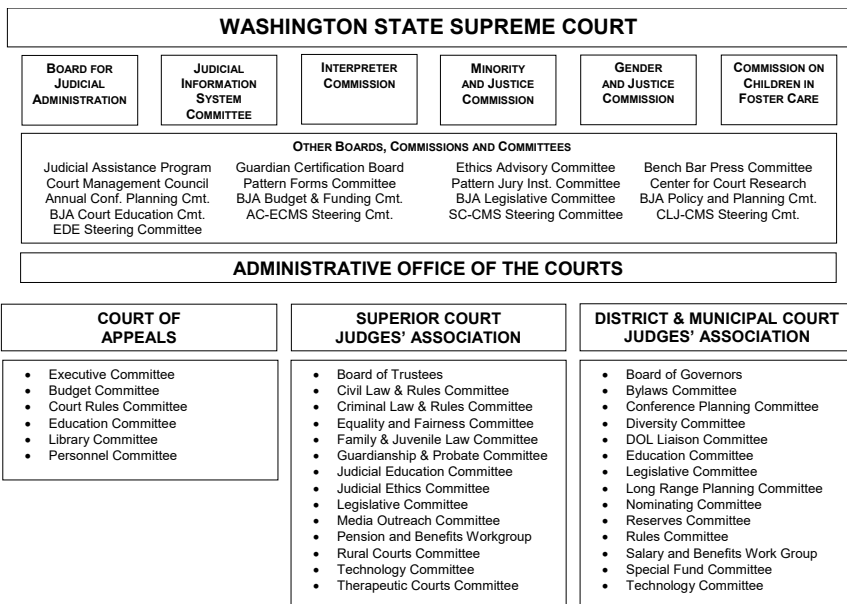 WASHINGTON STATE SUPREME COURT
BOARD FOR
JUDICIAL
ADMINISTRATION
JUDICIAL
INFORMATION
SYSTEM
COMMITTEE
INTERPRETER
COMMISSION
MINORITY
AND JUSTICE
COMMISSION
GENDER
AND JUSTICE
COMMISSION
COMMISSION ON
CHILDREN IN
FOSTER CARE
OTHER BOARDS, COMMISSIONS AND COMMITTEES
Judicial Assistance Program
Court Management Council
Annual Conf. Planning Cmt.
BJA Court Education Cmt.
EDE Steering Committee
Guardian Certification Board
Pattern Forms Committee
BJA Budget & Funding Cmt.
AC-ECMS Steering Cmt.
Ethics Advisory Committee
Pattern Jury Inst. Committee
BJA Legislative Committee
SC-CMS Steering Committee
Bench Bar Press Committee
Center for Court Research
BJA Policy and Planning Cmt.
CLJ-CMS Steering Cmt.
ADMINISTRATIVE OFFICE OF THE COURTS
COURT OF
APPEALS
• Executive Committee
• Budget Committee
• Court Rules Committee
• Education Committee
• Library Committee
• Personnel Committee
SUPERIOR COURT
JUDGES’ ASSOCIATION
• Board of Trustees
• Civil Law & Rules Committee
• Criminal Law & Rules Committee
• Equality and Fairness Committee
• Family & Juvenile Law Committee
• Guardianship & Probate Committee
• Judicial Education Committee
• Judicial Ethics Committee
• Legislative Committee
• Media Outreach Committee
• Pension and Benefits Workgroup
• Rural Courts Committee
• Technology Committee
• Therapeutic Courts Committee
DISTRICT & MUNICIPAL COURT
JUDGES’ ASSOCIATION
• Board of Governors
• Bylaws Committee
• Conference Planning Committee
• Diversity Committee
• DOL Liaison Committee
• Education Committee
• Legislative Committee
• Long Range Planning Committee
• Nominating Committee
• Reserves Committee
• Rules Committee
• Salary and Benefits Work Group
• Special Fund Committee
• Technology Committee